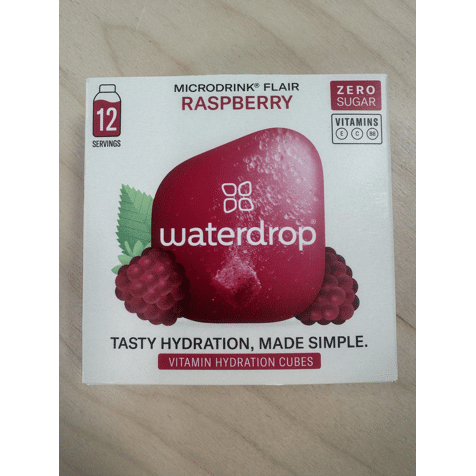 MICRODRINK® FLAIR
RASPBERRY
12
SERVINGS
ZERO
SUGAR
VITAMINS
E C B6
waterdrop
TASTY HYDRATION, MADE SIMPLE.
VITAMIN HYDRATION CUBES